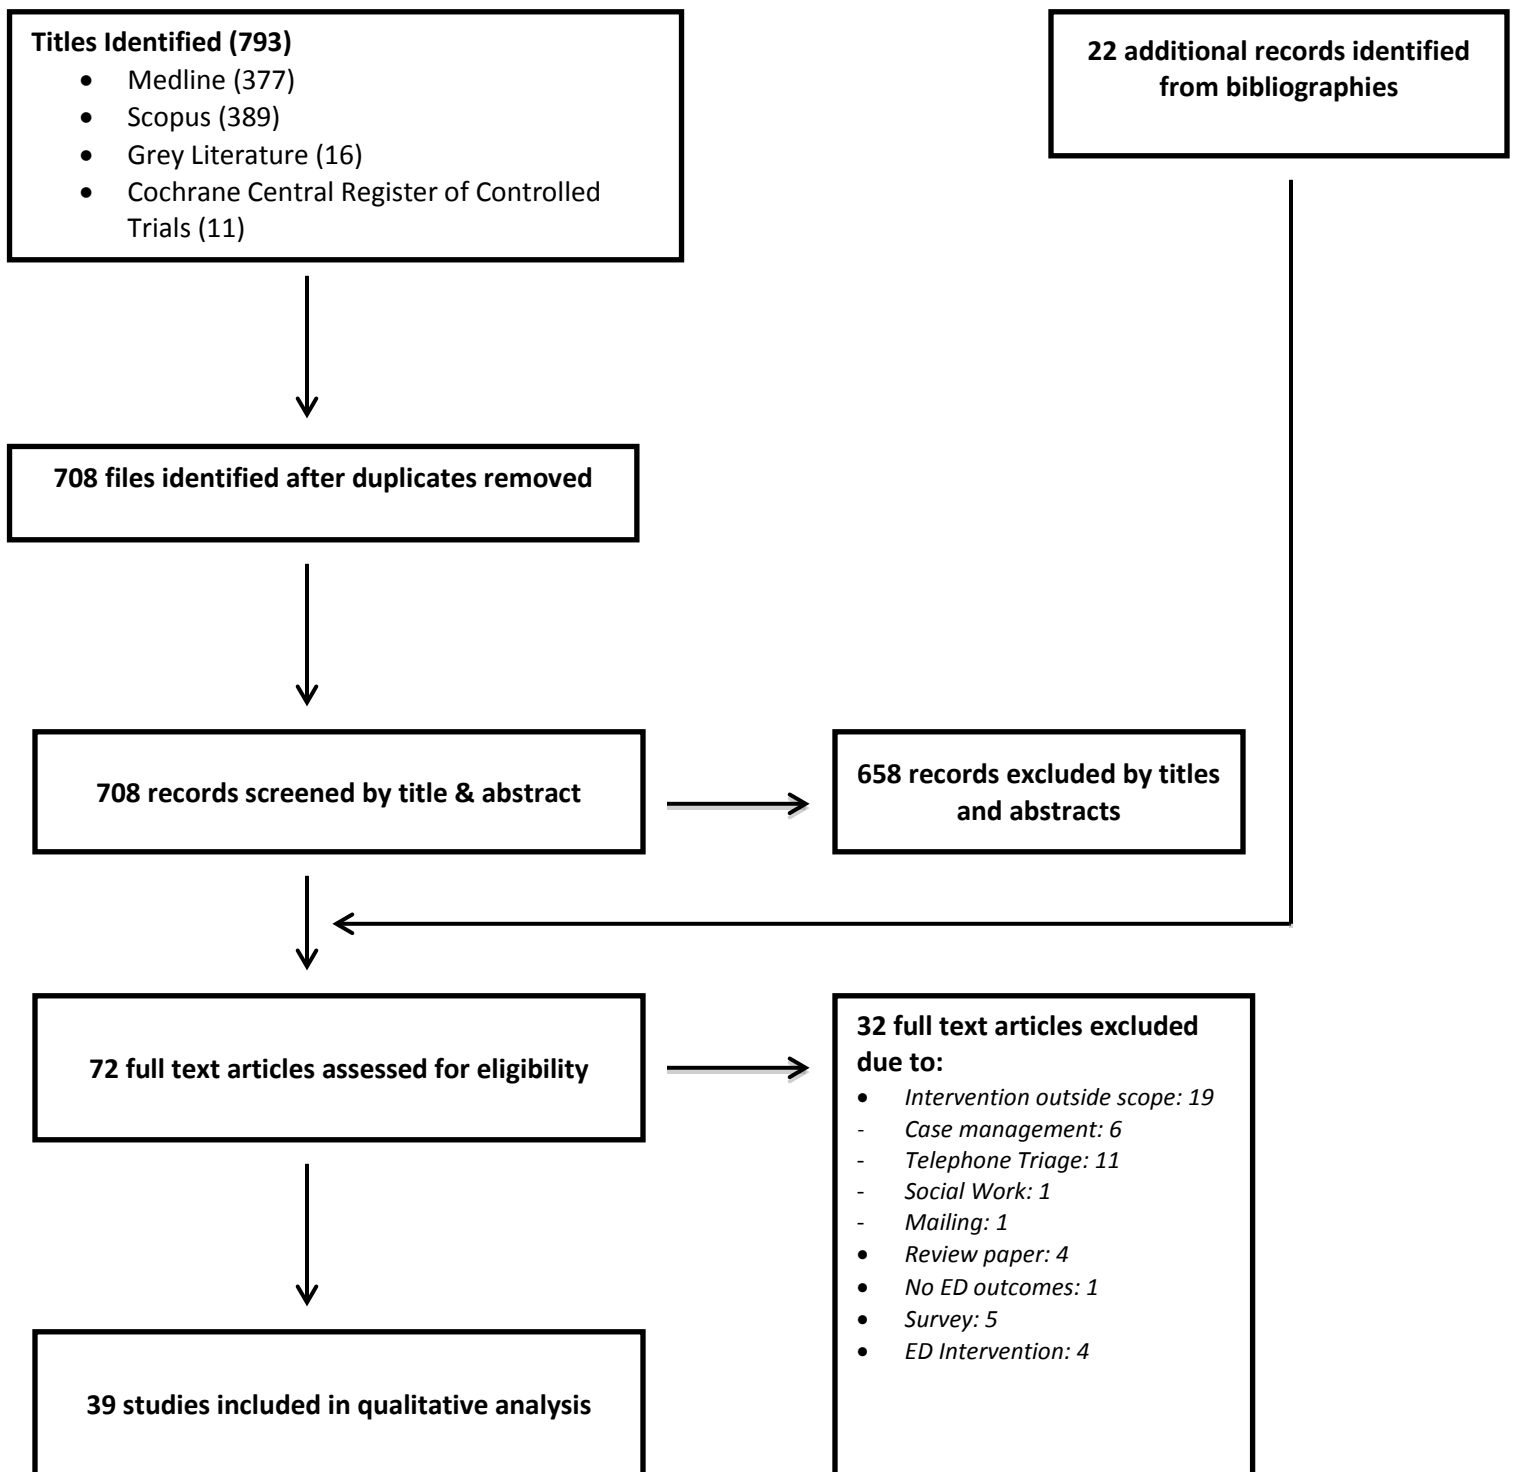 Titles Identified (793)
• Medline (377)
• Scopus (389)
• Grey Literature (16)
• Cochrane Central Register of Controlled
Trials (11)
22 additional records identified
from bibliographies
708 files identified after duplicates removed
708 records screened by title & abstract
658 records excluded by titles
and abstracts
72 full text articles assessed for eligibility
32 full text articles excluded
due to:
• Intervention outside scope: 19
- Case management: 6
- Telephone Triage: 11
- Social Work: 1
- Mailing: 1
• Review paper: 4
• No ED outcomes: 1
• Survey: 5
• ED Intervention: 4
39 studies included in qualitative analysis